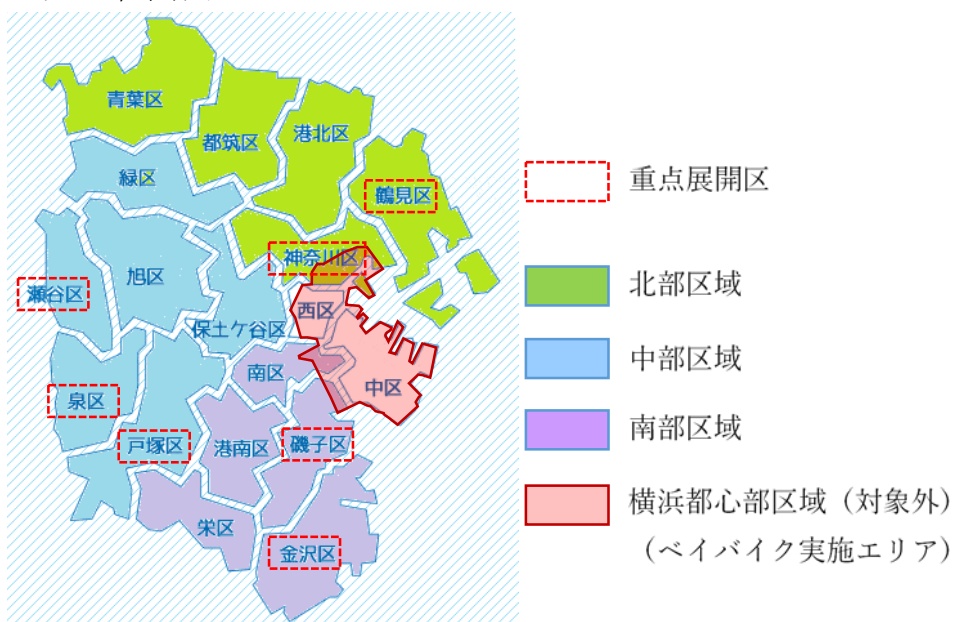 青葉区
都筑区
港北区
緑区
鶴見区
神奈川区
旭区
瀬谷区
西区
保土ケ谷区
南区
中区
泉区
戸塚区
港南区
磯子区
栄区
金沢区
重点展開区
北部区域
中部区域
南部区域
横浜都心部区域（対象外）
（ベイバイク実施エリア）